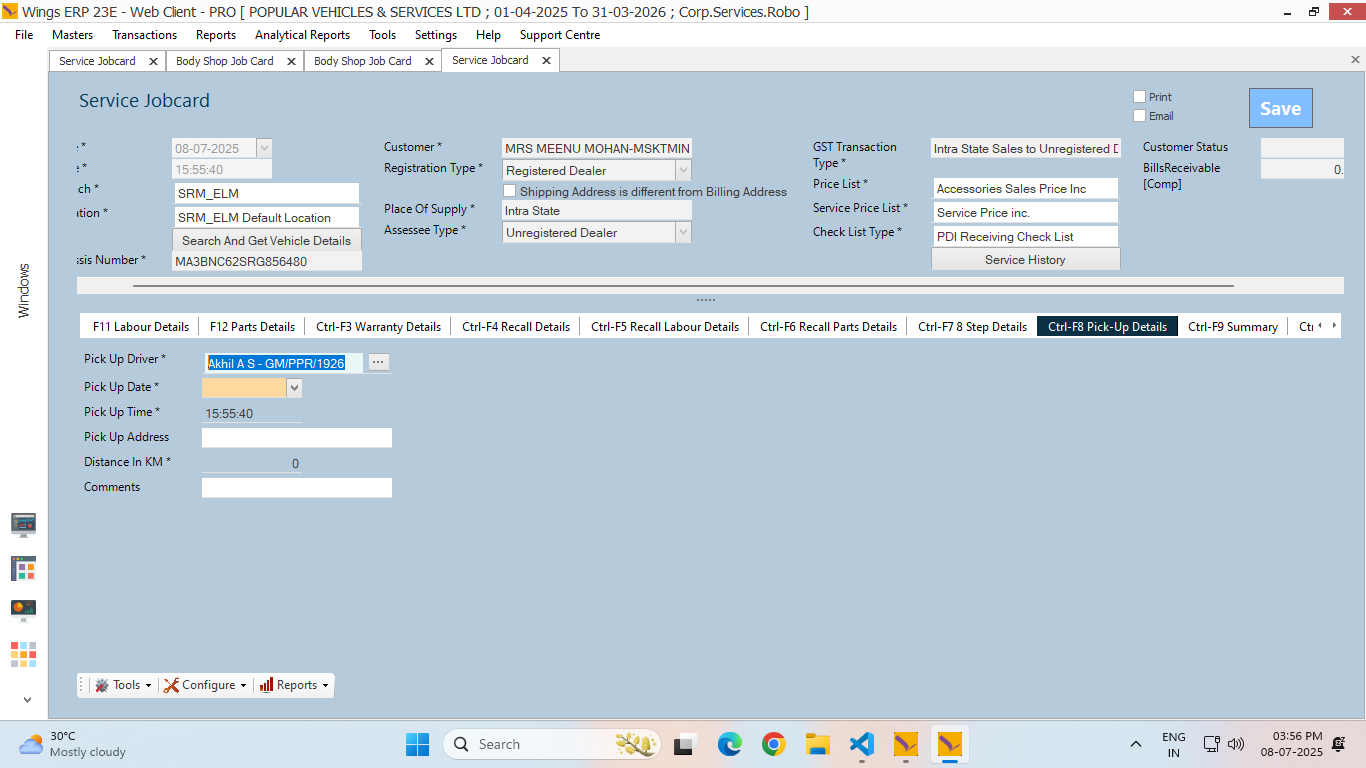 Wings ERP 23E - Web Client - PRO [ POPULAR VEHICLES & SERVICES LTD ; 01-04-2025 To 31-03-2026 ; Corp.Services.Robo ]
File Masters Transactions Reports Analytical Reports Tools Settings Help Support Centre
Service Jobcard Body Shop Job Card Body Shop Job Card Service Jobcard
Service Jobcard
Print
Email
Save
08-07-2025
15:55:40
SRM_ELM
SRM_ELM Default Location
Search And Get Vehicle Details
MA3BNC62SRG856480
Customer * MRS MEENU MOHAN-MSKTMIN
Registration Type * Registered Dealer
Shipping Address is different from Billing Address
Place Of Supply * Intra State
Assessee Type * Unregistered Dealer
GST Transaction
Type *
Intra State Sales to Unregistered
Price List * Accessories Sales Price Inc
Service Price List * Service Price inc.
Check List Type * PDI Receiving Check List
Service History
Customer Status
BillsReceivable
[Comp]
0.
Windows
F11 Labour Details F12 Parts Details Ctrl-F3 Warranty Details Ctrl-F4 Recall Details Ctrl-F5 Recall Labour Details Ctrl-F6 Recall Parts Details Ctrl-F7 8 Step Details Ctrl-F8 Pick-Up Details Ctrl-F9 Summary
Pick Up Driver * Akhil A S - GM/PPR/1926 ...
Pick Up Date *
Pick Up Time * 15:55:40
Pick Up Address
Distance In KM * 0
Comments
Tools Configure Reports
30°C
Mostly cloudy
Search
ENG
IN
03:56 PM
08-07-2025